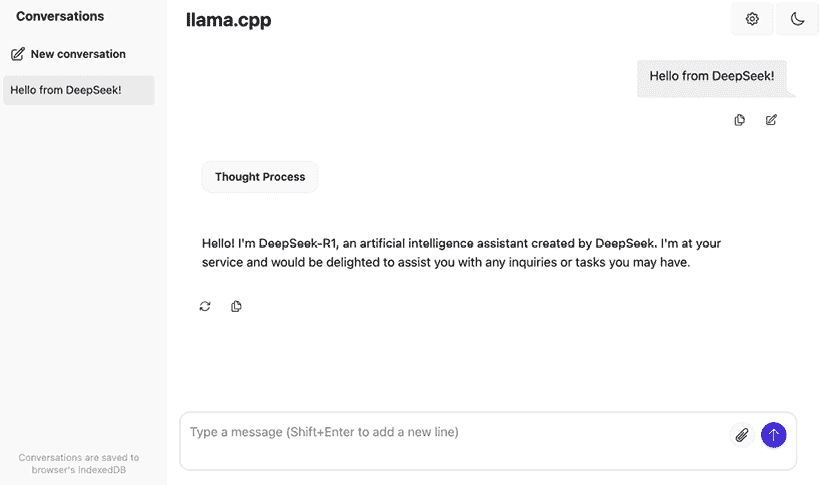 Conversations
New conversation
Hello from DeepSeek!
Conversations are saved to
browser's IndexedDB
llama.cpp
Hello from DeepSeek!
Thought Process
Hello! I'm DeepSeek-R1, an artificial intelligence assistant created by DeepSeek. I'm at your
service and would be delighted to assist you with any inquiries or tasks you may have.
Type a message (Shift+Enter to add a new line)